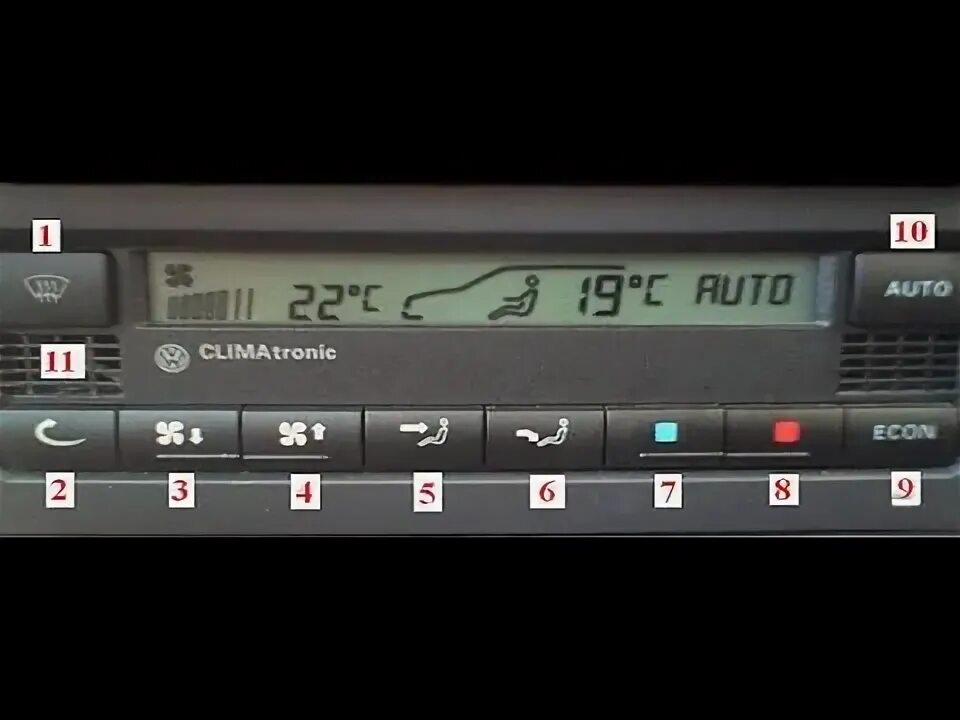 1
10
22°C 19°C AUTO
AUTO
11
CLIMAtronic
ECON
2 3 4 5 6 7 8 9